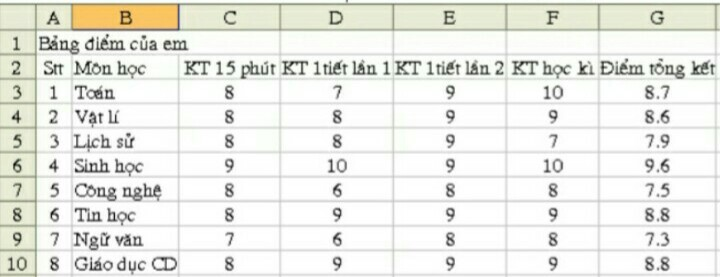 A B C D E F G
1 Bảng điểm của em
2 Stt Môn học KT 15 phút KT 1tiết lần 1 KT 1tiết lần 2 KT học kì Điểm tổng kết
3 1 Toán 8 7 9 10 8.7
4 2 Vật lí 8 8 9 9 8.6
5 3 Lịch sử 8 8 9 7 7.9
6 4 Sinh học 9 10 9 10 9.6
7 5 Công nghệ 8 6 8 8 7.5
8 6 Tin học 8 9 9 9 8.8
9 7 Ngữ văn 7 6 8 8 7.3
10 8 Giáo dục CD 8 9 9 9 8.8